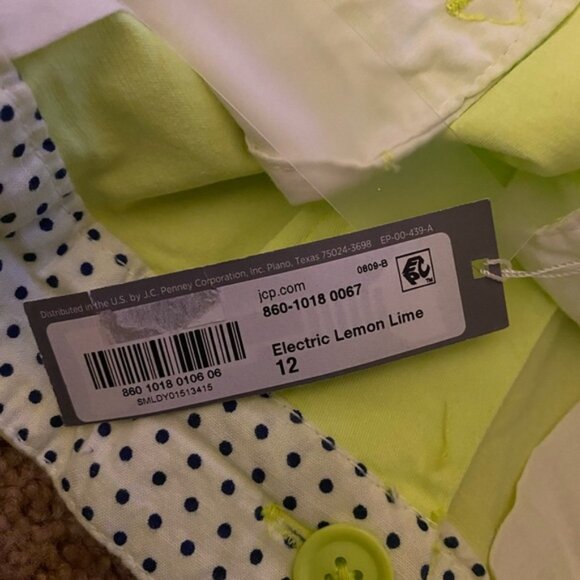 Distributed in the U.S. by J.C. Penney Corporation, Inc. Plano, Texas 75024-3698 EP-00-439-A
jcp.com 0809-B
860-1018 0067
EPC™
Electric Lemon Lime
12
860 1018 0106 06
SMLDY01513415